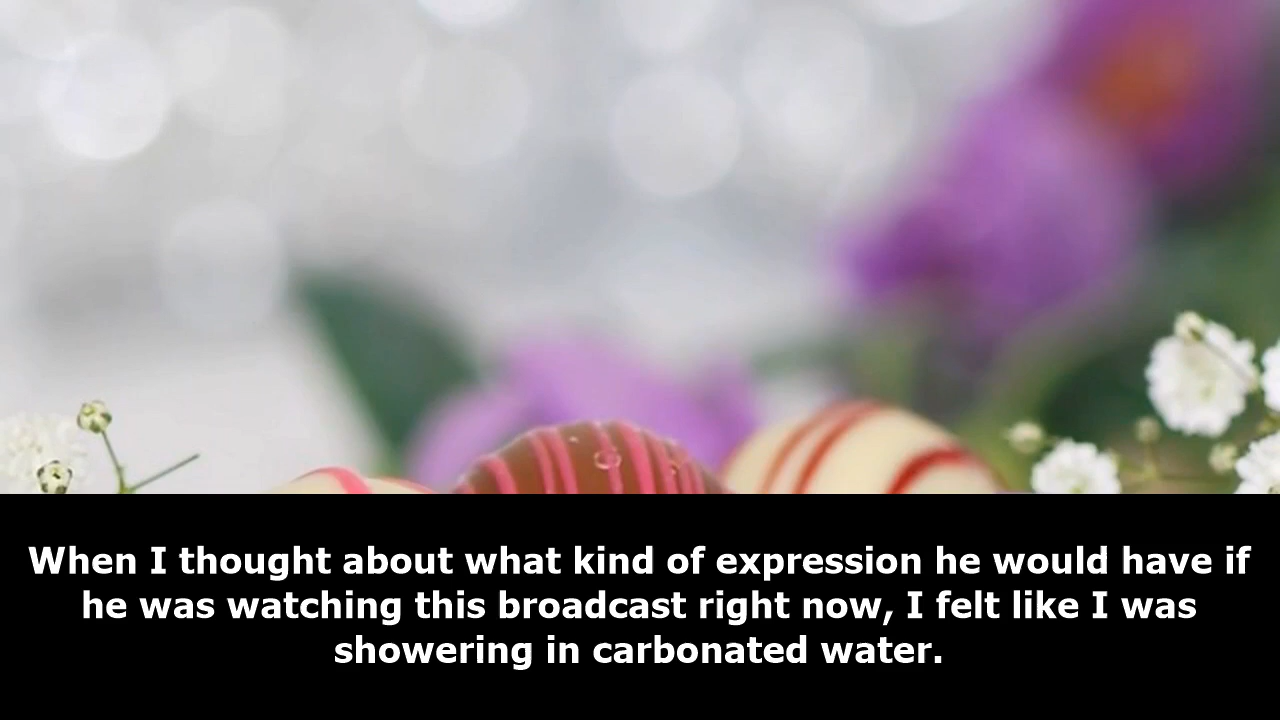 When I thought about what kind of expression he would have if
he was watching this broadcast right now, I felt like I was
showering in carbonated water.